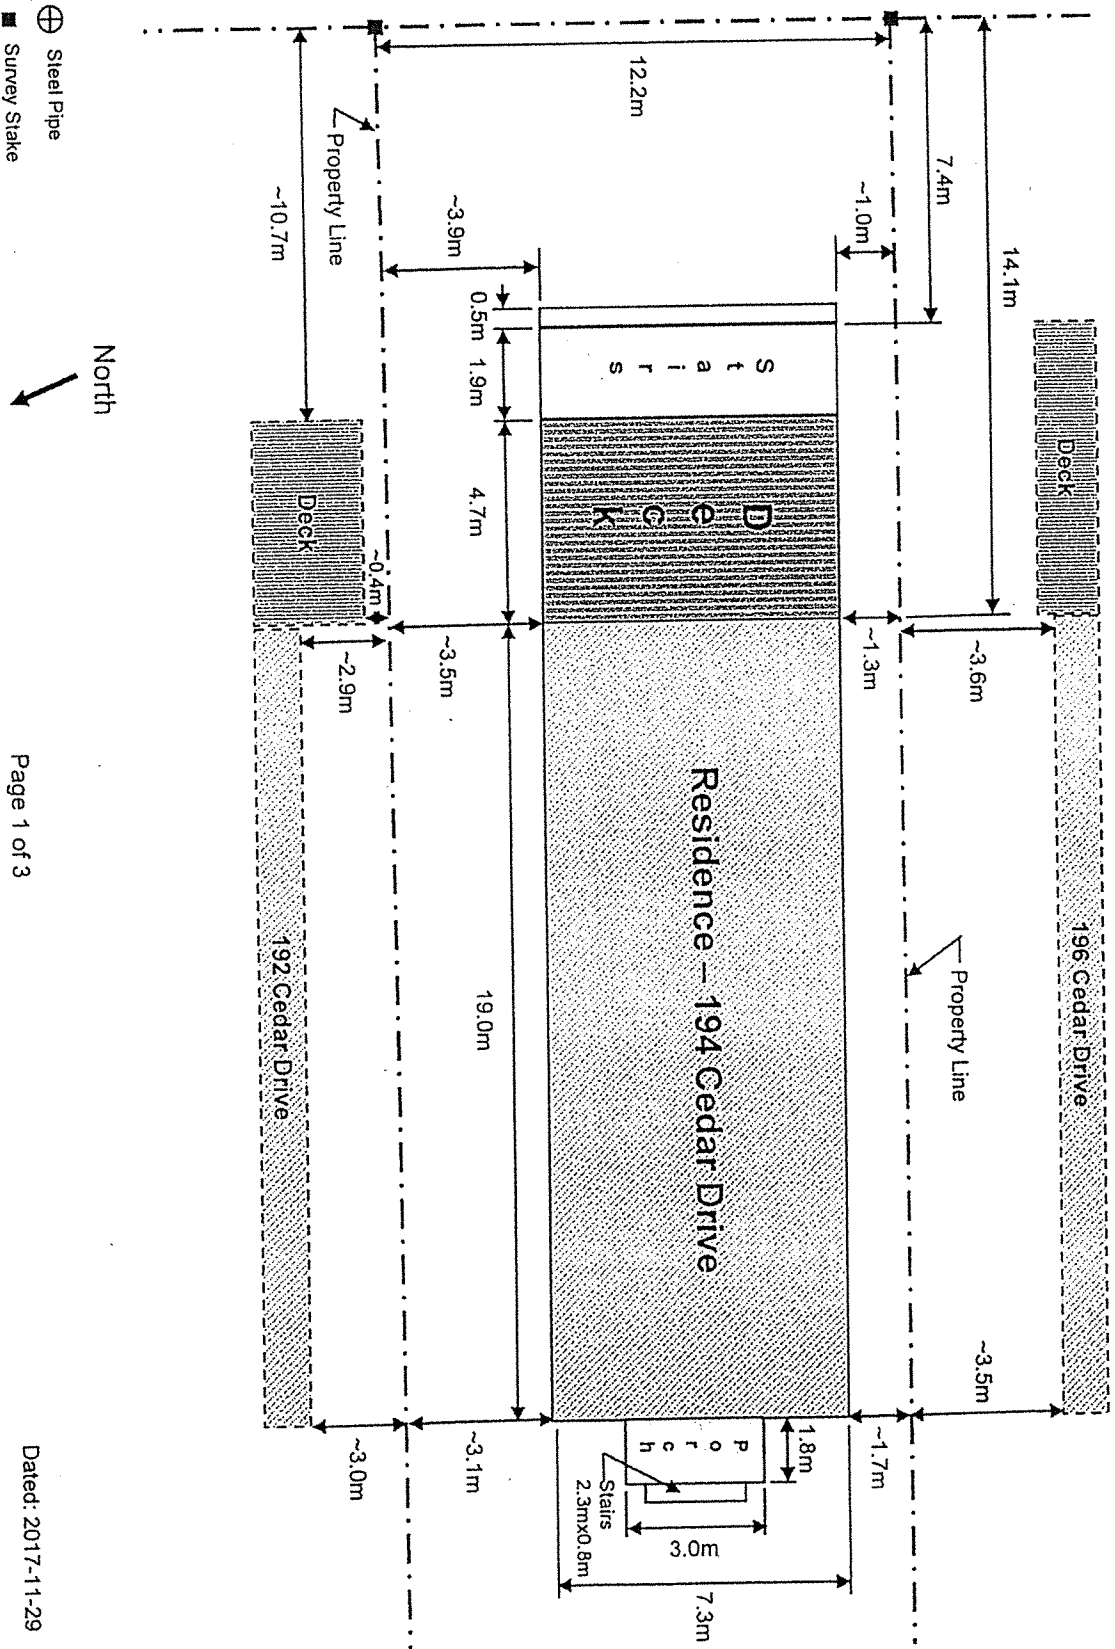 14.1m
7.4m
12.2m
~1.0m
~3.9m
Property Line
~10.7m
0.5m
1.9m
4.7m
Stairs
Deck
Deck
Deck
~0.4m
~3.6m
~1.3m
~3.5m
~2.9m
196 Cedar Drive
Property Line
Residence – 194 Cedar Drive
19.0m
192 Cedar Drive
~3.5m
~1.7m
~3.1m
~3.0m
1.8m
Porch
Stairs
2.3mx0.8m
3.0m
7.3m
North
Steel Pipe
Survey Stake
Page 1 of 3
Dated: 2017-11-29